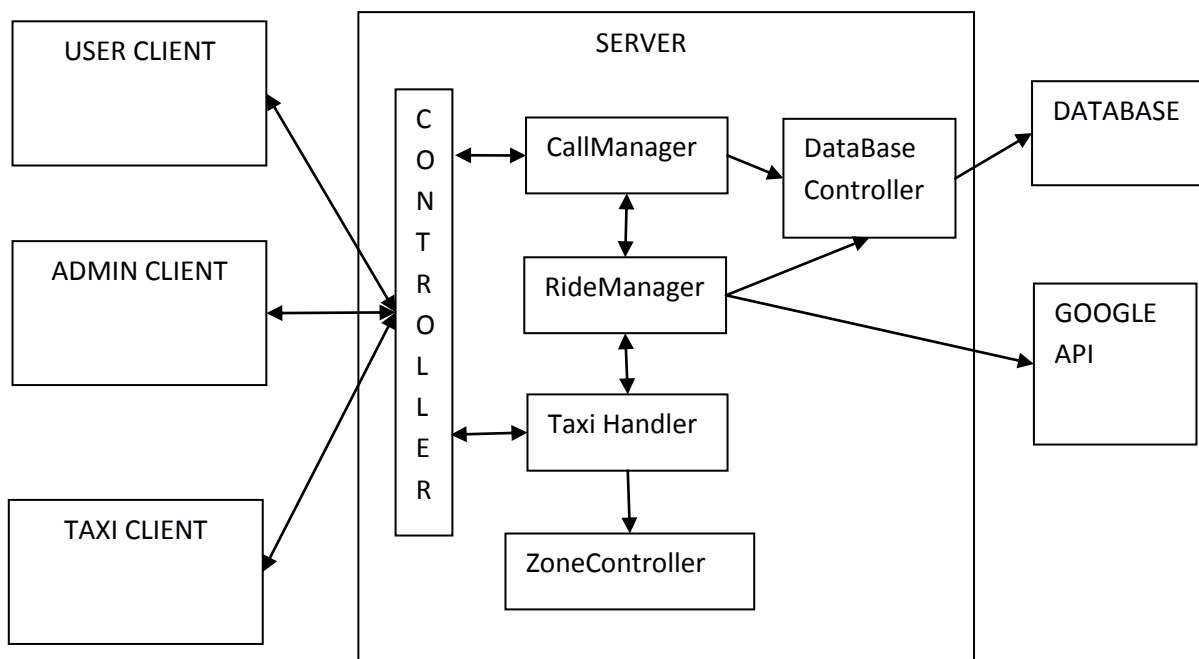 USER CLIENT
ADMIN CLIENT
TAXI CLIENT
SERVER
C
O
N
T
R
O
L
L
E
R
CallManager
RideManager
Taxi Handler
ZoneController
DataBase
Controller
DATABASE
GOOGLE
API